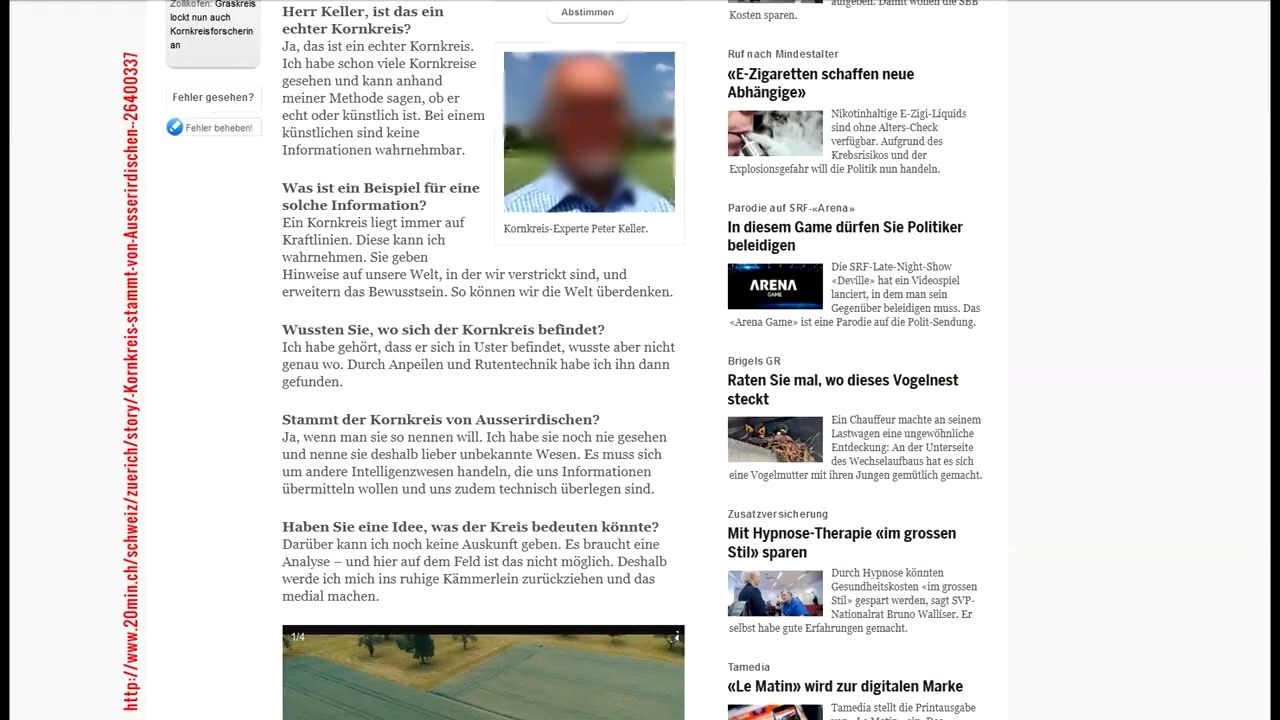 Zollikofen: Graskreis
lockt nun auch
Kornkreisforscherin
an
Fehler gesehen?
Fehler beheben!
http://www.20min.ch/schweiz/zuerich/story/-Kornkreis-stammt-von-Ausserirdischen-26400337
Herr Keller, ist das ein
echter Kornkreis?
Ja, das ist ein echter Kornkreis.
Ich habe schon viele Kornkreise
gesehen und kann anhand
meiner Methode sagen, ob er
echt oder künstlich ist. Bei einem
künstlichen sind keine
Informationen wahrnehmbar.
Was ist ein Beispiel für eine
solche Information?
Ein Kornkreis liegt immer auf
Kraftlinien. Diese kann ich
wahrnehmen. Sie geben
Hinweise auf unsere Welt, in der wir verstrickt sind, und
erweitern das Bewusstsein. So können wir die Welt überdenken.
Wussten Sie, wo sich der Kornkreis befindet?
Ich habe gehört, dass er sich in Uster befindet, wusste aber nicht
genau wo. Durch Anpeilen und Rutentechnik habe ich ihn dann
gefunden.
Stammt der Kornkreis von Ausserirdischen?
Ja, wenn man sie so nennen will. Ich habe sie noch nie gesehen
und nenne sie deshalb lieber unbekannte Wesen. Es muss sich
um andere Intelligenzwesen handeln, die uns Informationen
übermitteln wollen und uns zudem technisch überlegen sind.
Haben Sie eine Idee, was der Kreis bedeuten könnte?
Darüber kann ich noch keine Auskunft geben. Es braucht eine
Analyse – und hier auf dem Feld ist das nicht möglich. Deshalb
werde ich mich ins ruhige Kämmerlein zurückziehen und das
medial machen.
1/4
Abstimmen
Kornkreis-Experte Peter Keller.
aufgeben. Damit wollen die SBB
Kosten sparen.
Ruf nach Mindestalter
«E-Zigaretten schaffen neue
Abhängige»
Nikotinhaltige E-Zigi-Liquids
sind ohne Alters-Check
verfügbar. Aufgrund des
Krebsrisikos und der
Explosionsgefahr will die Politik nun handeln.
Parodie auf SRF-«Arena»
In diesem Game dürfen Sie Politiker
beleidigen
ARENA
GAME
Die SRF-Late-Night-Show
«Deville» hat ein Videospiel
lanciert, in dem man sein
Gegenüber beleidigen muss. Das
«Arena Game» ist eine Parodie auf die Polit-Sendung.
Brigels GR
Raten Sie mal, wo dieses Vogelnest
steckt
Ein Chauffeur machte an seinem
Lastwagen eine ungewöhnliche
Entdeckung: An der Unterseite
des Wechselaufbaus hat es sich
eine Vogelmutter mit ihren Jungen gemütlich gemacht.
Zusatzversicherung
Mit Hypnose-Therapie «im grossen
Stil» sparen
Durch Hypnose könnten
Gesundheitskosten «im grossen
Stil» gespart werden, sagt SVP-
Nationalrat Bruno Walliser. Er
selbst habe gute Erfahrungen gemacht.
Tamedia
«Le Matin» wird zur digitalen Marke
Tamedia stellt die Printausgabe